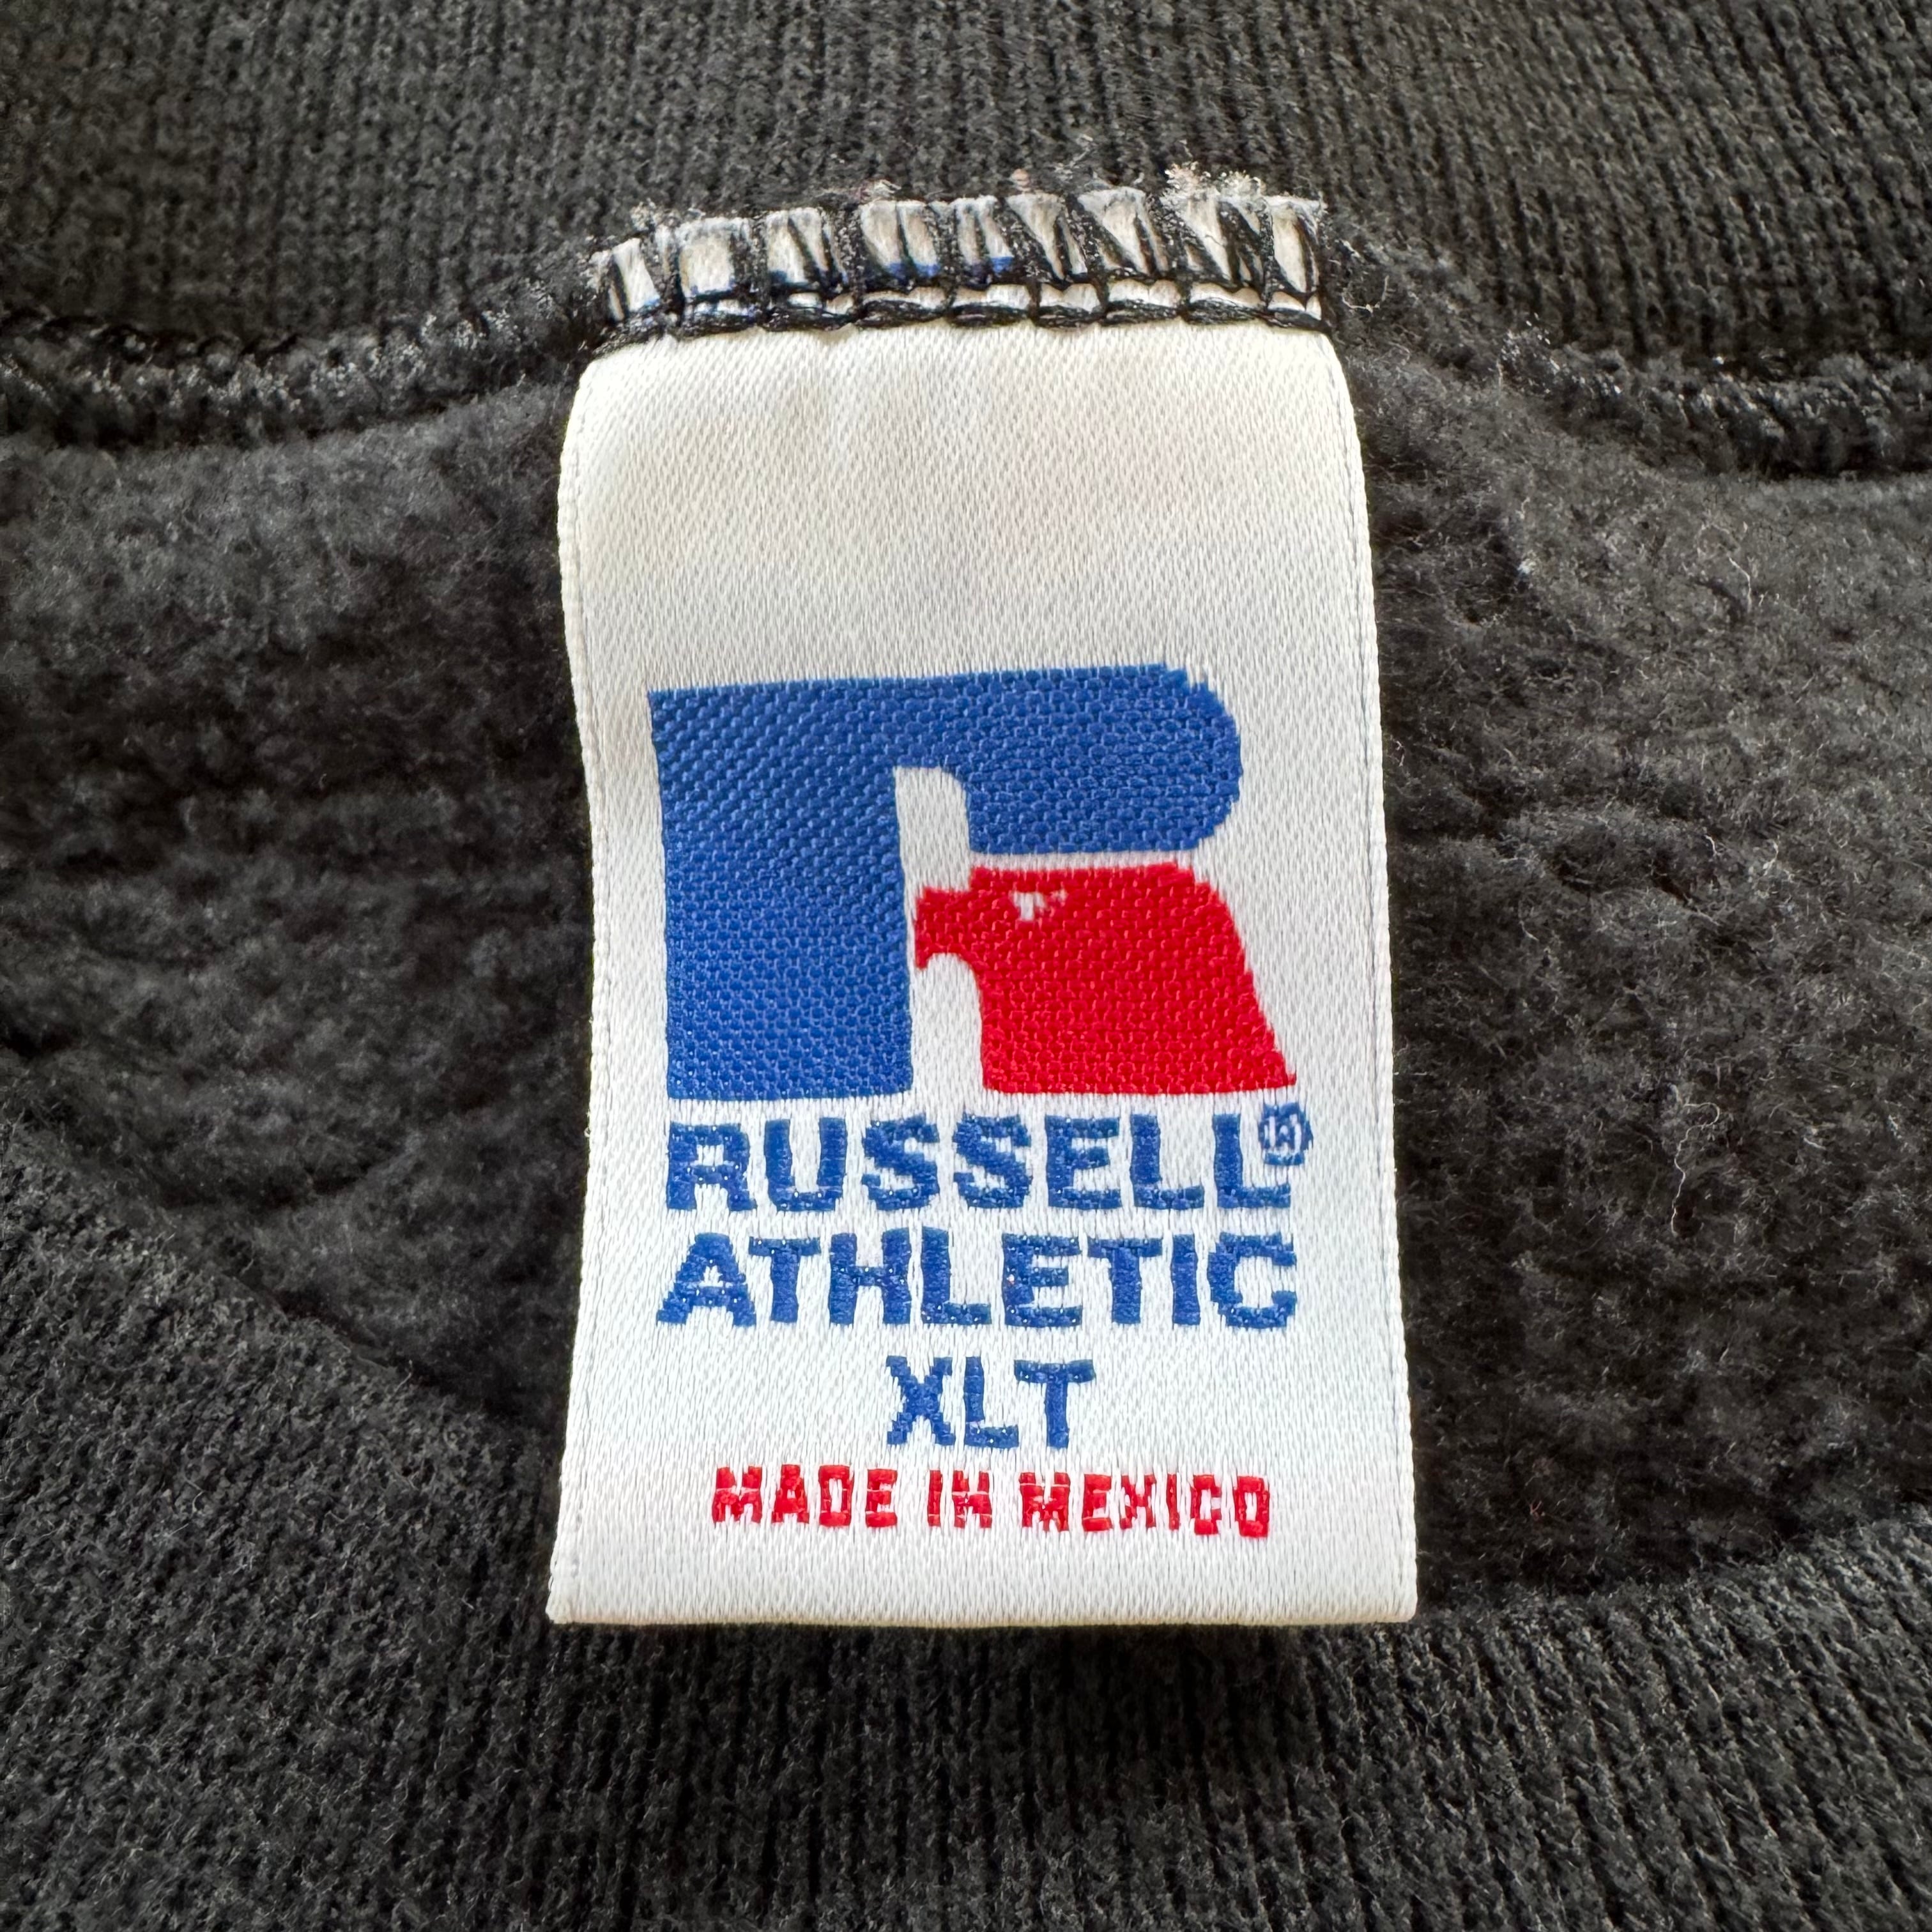 RUSSELL®
ATHLETIC
XLT
MADE IN MEXICO